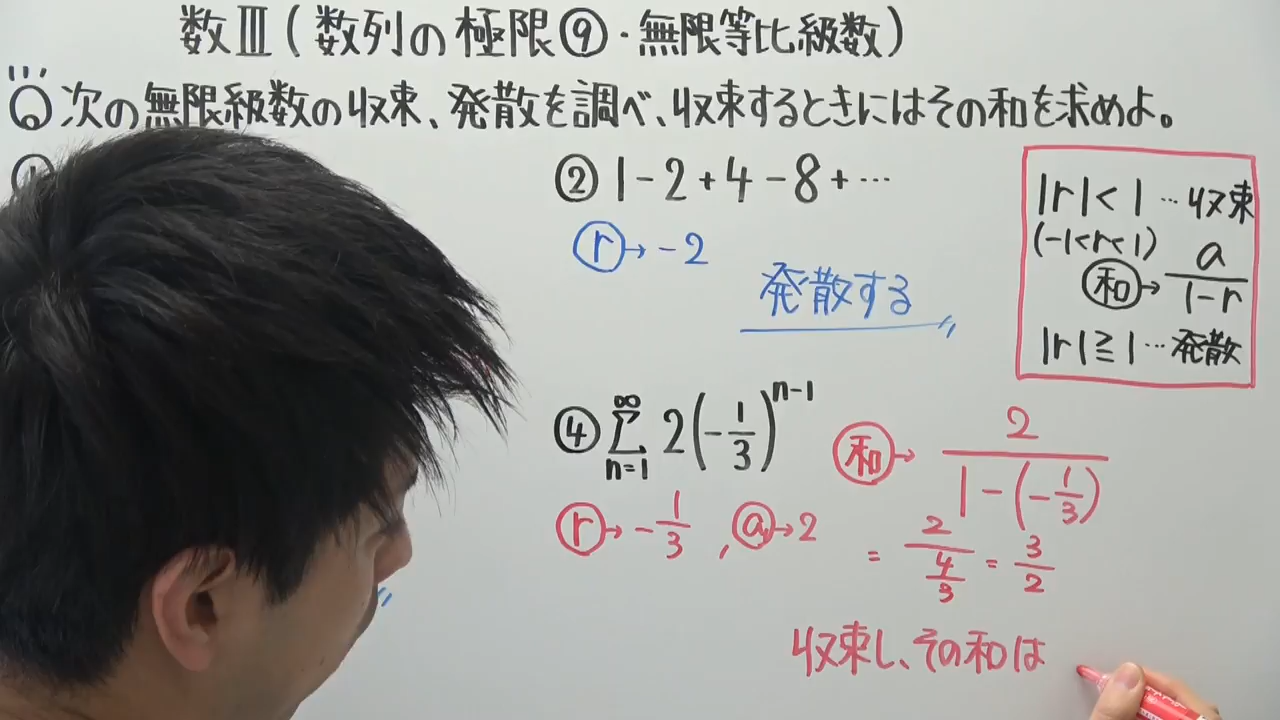 数Ⅲ(数列の極限⑨・無限等比級数)
Q 次の無限級数の収束、発散を調べ、収束するときにはその和を求めよ。
② 1-2+4-8+…
r→-2
発散する
|r|<1…収束
(-1<r<1)
和→a/(1-r)
|r|≧1…発散
④ ∞Σn=1 2(-1/3)^(n-1)
r→-1/3, a→2
和→2/(1-(-1/3))
=2/(4/3)=3/2
収束し、その和は